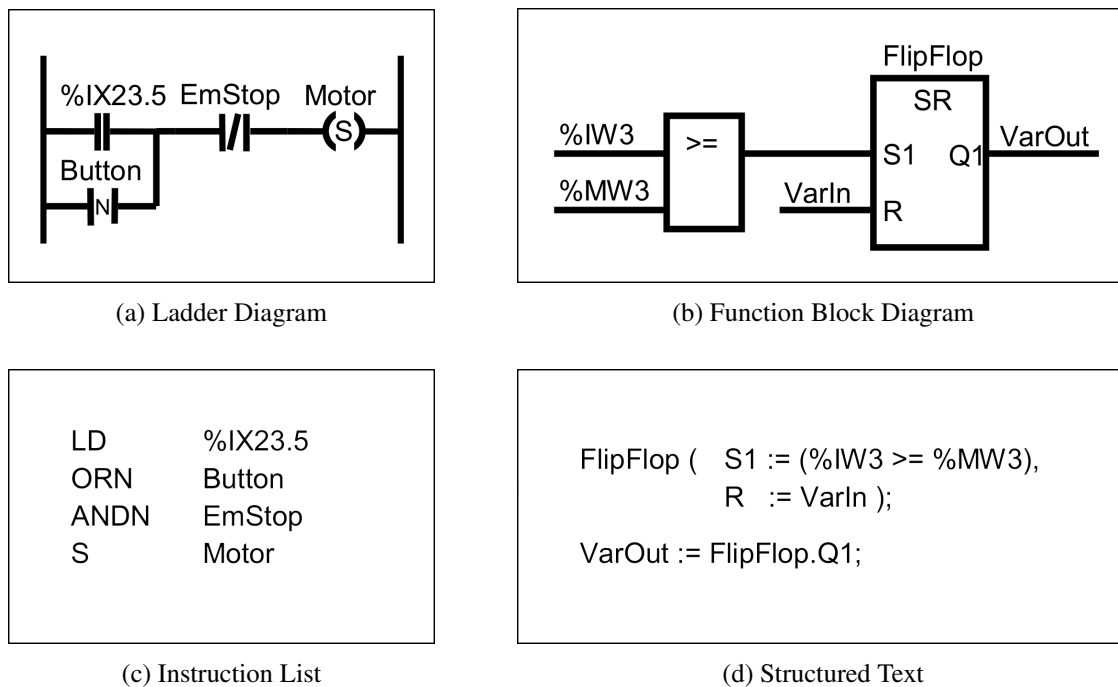 %IX23.5 EmStop Motor
S
Button
N
(a) Ladder Diagram
FlipFlop
SR
%IW3 >= S1 Q1 VarOut
%MW3 VarIn R
(b) Function Block Diagram
LD %IX23.5
ORN Button
ANDN EmStop
S Motor
(c) Instruction List
FlipFlop ( S1 := (%IW3 >= %MW3),
R := VarIn );
VarOut := FlipFlop.Q1;
(d) Structured Text